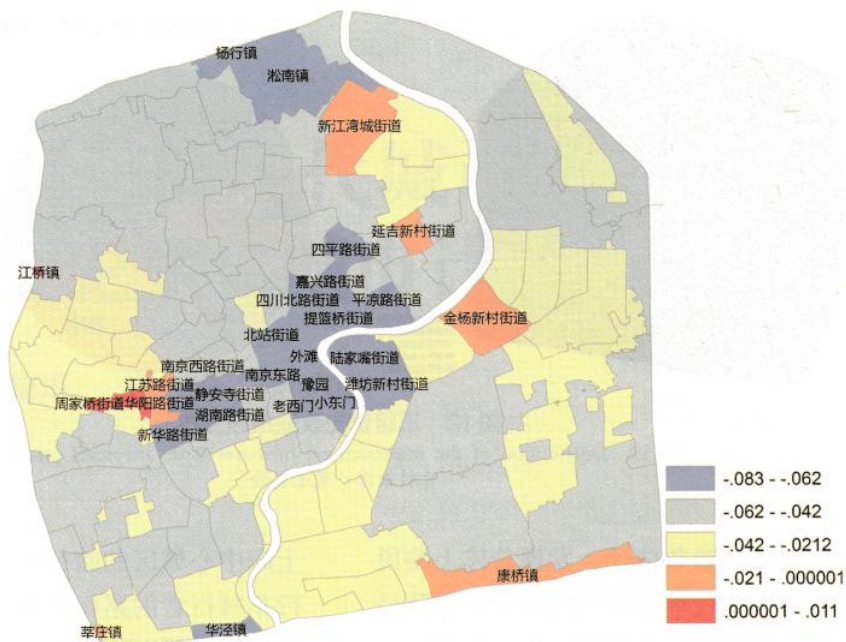 杨行镇
淞南镇
新江湾城街道
延吉新村街道
四平路街道
江桥镇
嘉兴路街道
四川北路街道 平凉路街道
提篮桥街道
金杨新村街道
北站街道
外滩 陆家嘴街道
南京西路街道
南京东路
江苏路街道
豫园 潍坊新村街道
静安寺街道
周家桥街道华阳路街道
老西门 小东门
湖南路街道
新华路街道
康桥镇
莘庄镇
华泾镇
-.083 - -.062
-.062 - -.042
-.042 - -.0212
-.021 - .000001
.000001 - .011